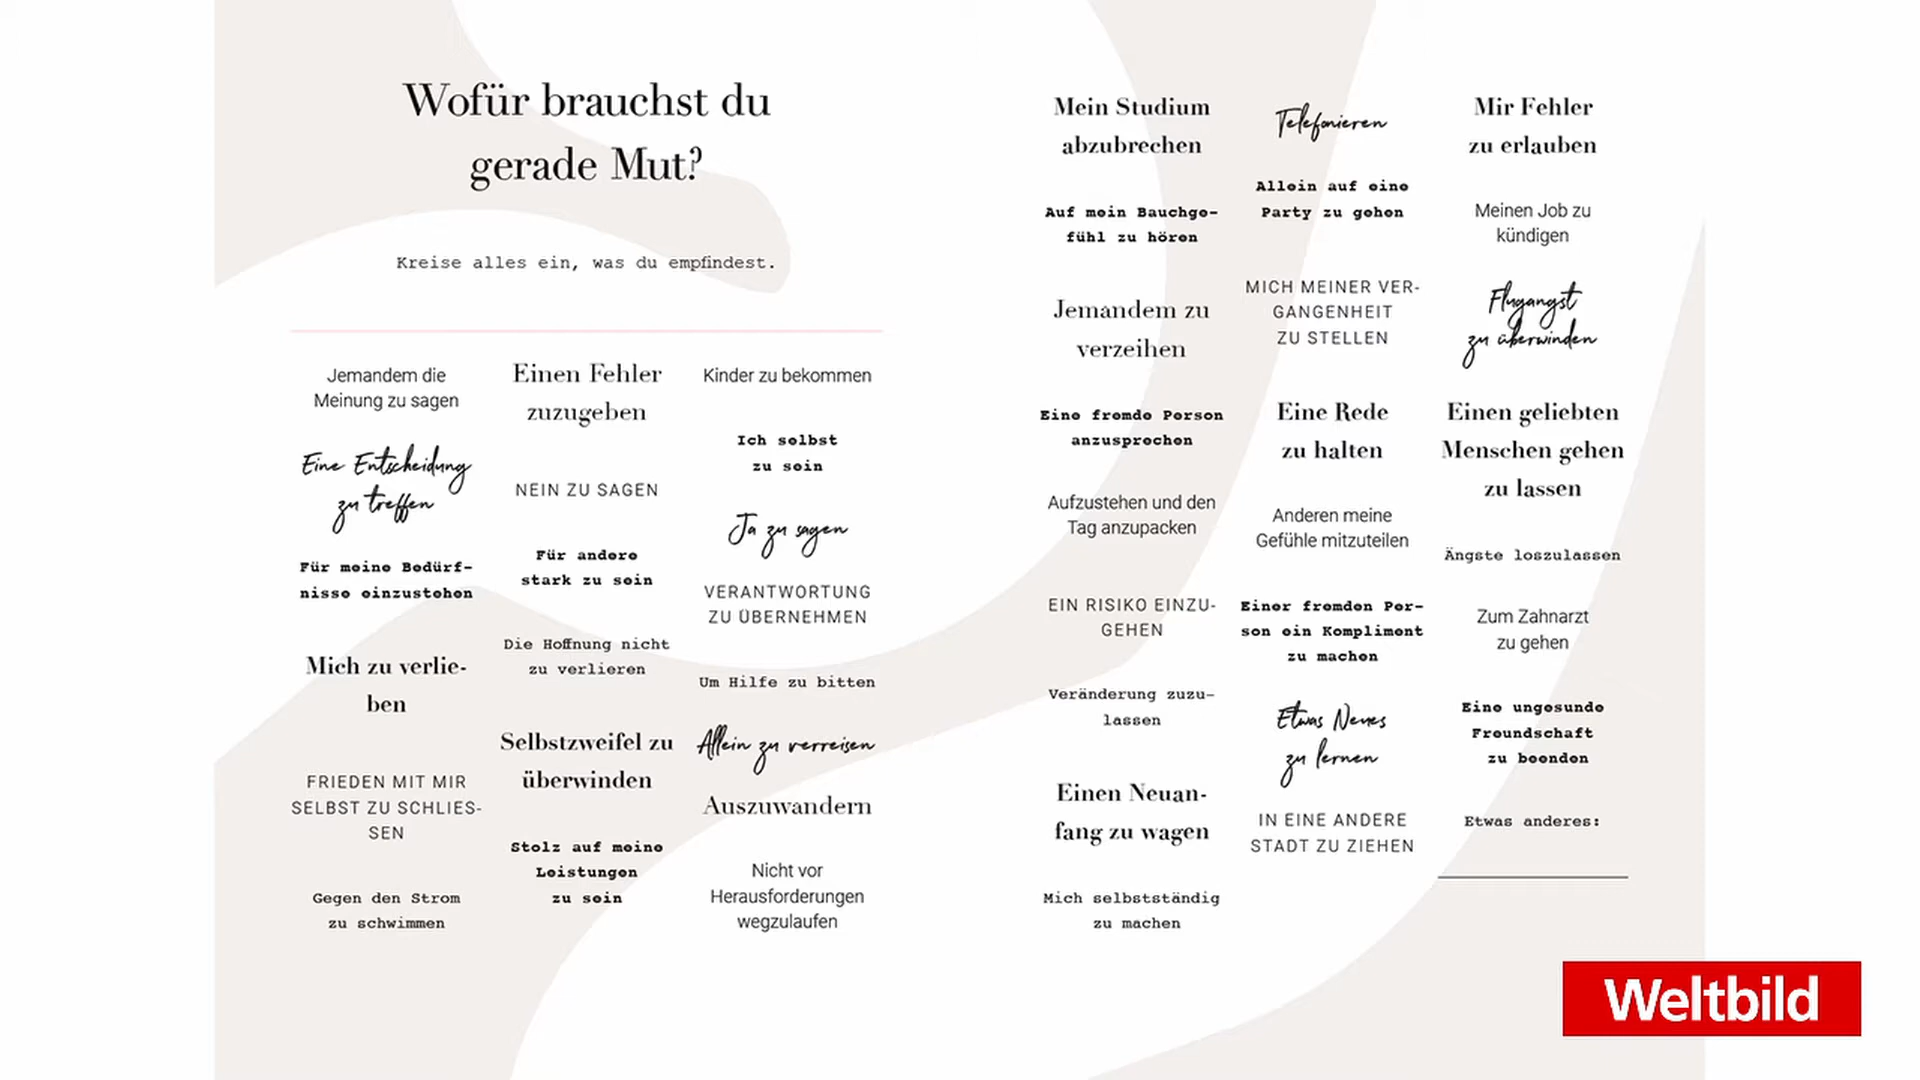 Wofür brauchst du
gerade Mut?
Kreise alles ein, was du empfindest.
Jemandem die
Meinung zu sagen
Eine Entscheidung
zu treffen
Für meine Bedürf-
nisse einzustehen
Mich zu verlie-
ben
FRIEDEN MIT MIR
SELBST ZU SCHLIES-
SEN
Gegen den Strom
zu schwimmen
Einen Fehler
zuzugeben
NEIN ZU SAGEN
Für andere
stark zu sein
Die Hoffnung nicht
zu verlieren
Selbstzweifel zu
überwinden
Stolz auf meine
Leistungen
zu sein
Kinder zu bekommen
Ich selbst
zu sein
Ja zu sagen
VERANTWORTUNG
ZU ÜBERNEHMEN
Um Hilfe zu bitten
Allein zu verreisen
Auszuwandern
Nicht vor
Herausforderungen
wegzulaufen
Mein Studium
abzubrechen
Auf mein Bauchge-
fühl zu hören
Jemandem zu
verzeihen
Eine fremde Person
anzusprechen
Aufzustehen und den
Tag anzupacken
EIN RISIKO EINZU-
GEHEN
Veränderung zuzu-
lassen
Einen Neuan-
fang zu wagen
Mich selbstständig
zu machen
Telefonieren
Allein auf eine
Party zu gehen
MICH MEINER VER-
GANGENHEIT
ZU STELLEN
Eine Rede
zu halten
Anderen meine
Gefühle mitzuteilen
Einer fremden Per-
son ein Kompliment
zu machen
Etwas Neues
zu lernen
IN EINE ANDERE
STADT ZU ZIEHEN
Mir Fehler
zu erlauben
Meinen Job zu
kündigen
Flugangst
zu überwinden
Einen geliebten
Menschen gehen
zu lassen
Ängste loszulassen
Zum Zahnarzt
zu gehen
Eine ungesunde
Freundschaft
zu beenden
Etwas anderes:
Weltbild